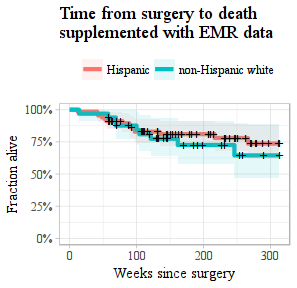 Time from surgery to death
supplemented with EMR data
Hispanic non-Hispanic white
100%
75%
50%
25%
0%
Fraction alive
0 100 200 300
Weeks since surgery